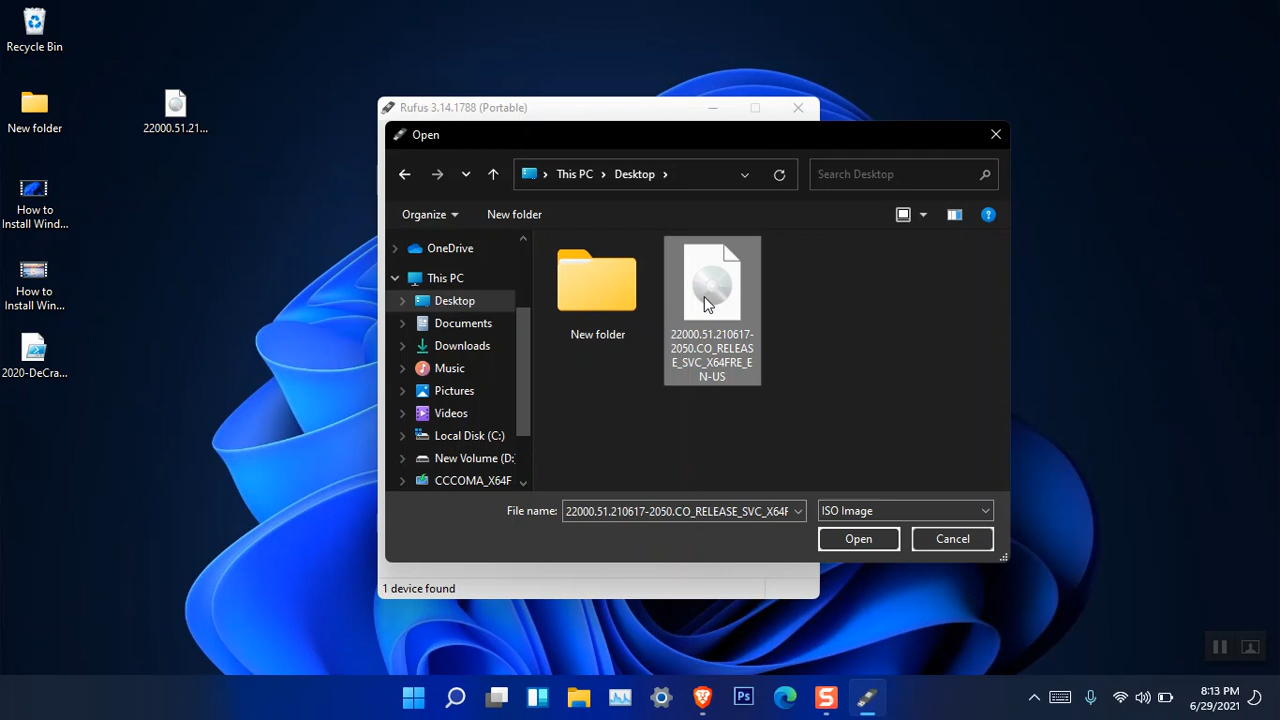 Recycle Bin
New folder
22000.51.21...
How to
Install Wind...
How to
Install Win...
2020-DeCra...
Rufus 3.14.1788 (Portable)
Open
This PC
Desktop
Search Desktop
Organize
New folder
OneDrive
This PC
Desktop
Documents
Downloads
Music
Pictures
Videos
Local Disk (C:)
New Volume (D:
CCCOMA_X64F
New folder
22000.51.210617-
2050.CO_RELEAS
E_SVC_X64FRE_E
N-US
File name:
22000.51.210617-2050.CO_RELEASE_SVC_X64F
ISO Image
Open
Cancel
1 device found
Ps
S
8:13 PM
6/29/2021